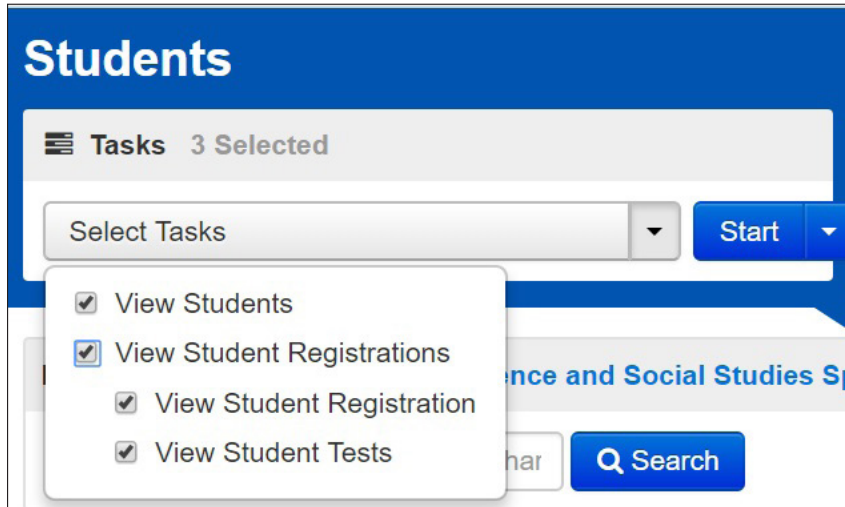 Students
Tasks 3 Selected
Select Tasks
Start
View Students
View Student Registrations
ence and Social Studies
View Student Registration
View Student Tests
Search